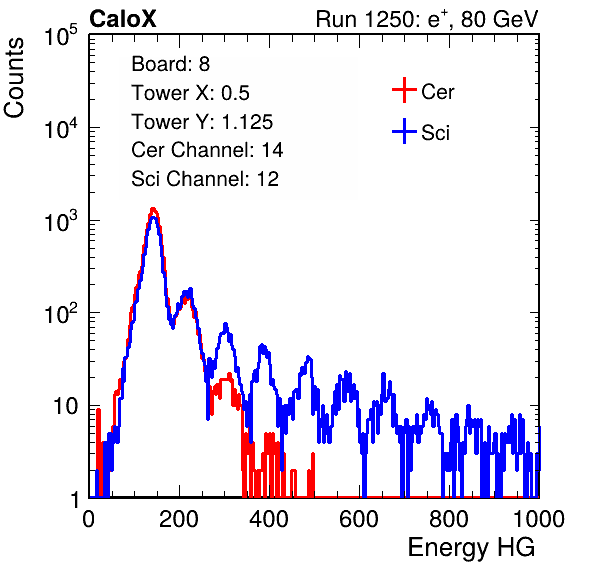 CaloX Run 1250: e⁺, 80 GeV
Counts
10⁵
10⁴
10³
10²
10
1
Board: 8
Tower X: 0.5
Tower Y: 1.125
Cer Channel: 14
Sci Channel: 12
Cer
Sci
0 200 400 600 800 1000
Energy HG